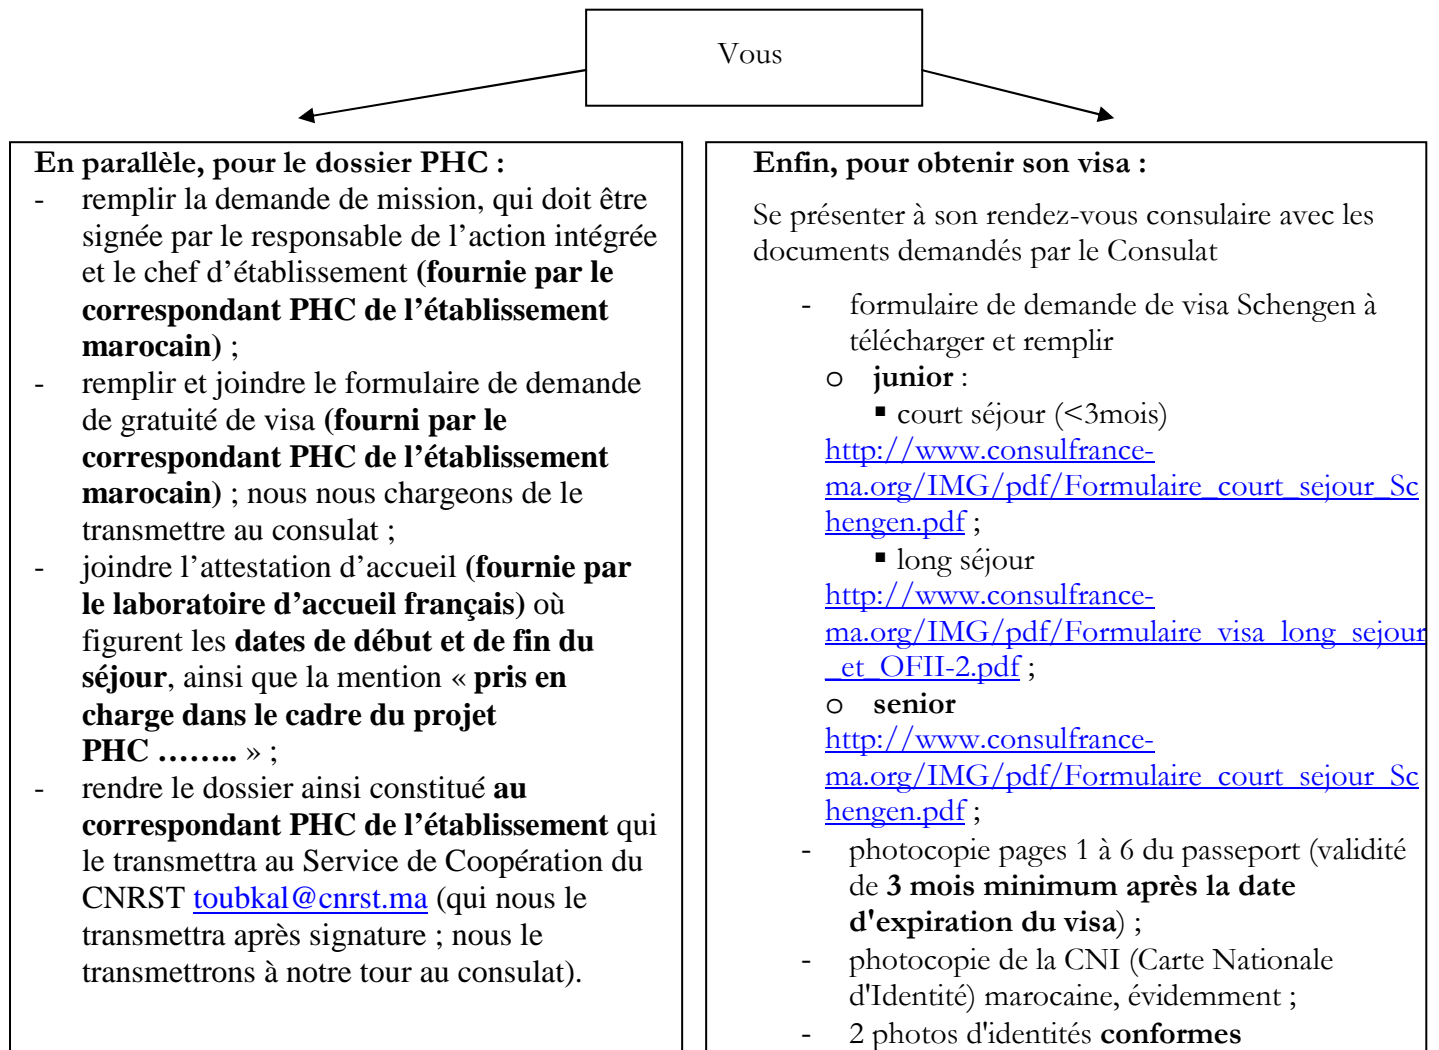 Vous
En parallèle, pour le dossier PHC :
- remplir la demande de mission, qui doit être
signée par le responsable de l’action intégrée
et le chef d’établissement (fournie par le
correspondant PHC de l’établissement
marocain) ;
- remplir et joindre le formulaire de demande
de gratuité de visa (fourni par le
correspondant PHC de l’établissement
marocain) ; nous nous chargeons de le
transmettre au consulat ;
- joindre l’attestation d’accueil (fournie par
le laboratoire d’accueil français) où
figurent les dates de début et de fin du
séjour, ainsi que la mention « pris en
charge dans le cadre du projet
PHC …….. » ;
- rendre le dossier ainsi constitué au
correspondant PHC de l’établissement qui
le transmettra au Service de Coopération du
CNRST toubkal@cnrst.ma (qui nous le
transmettra après signature ; nous le
transmettrons à notre tour au consulat).
Enfin, pour obtenir son visa :
Se présenter à son rendez-vous consulaire avec les
documents demandés par le Consulat
- formulaire de demande de visa Schengen à
télécharger et remplir
o junior :
▪ court séjour (<3mois)
http://www.consulfrance-
ma.org/IMG/pdf/Formulaire_court_sejour_Sc
hengen.pdf ;
▪ long séjour
http://www.consulfrance-
ma.org/IMG/pdf/Formulaire_visa_long_sejour
_et_OFII-2.pdf ;
o senior
http://www.consulfrance-
ma.org/IMG/pdf/Formulaire_court_sejour_Sc
hengen.pdf ;
- photocopie pages 1 à 6 du passeport (validité
de 3 mois minimum après la date
d'expiration du visa) ;
- photocopie de la CNI (Carte Nationale
d'Identité) marocaine, évidemment ;
- 2 photos d'identités conformes